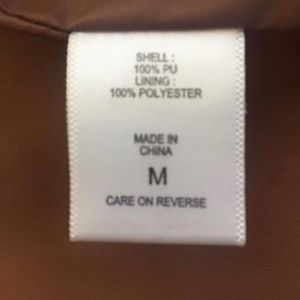 SHELL :
100% PU
LINING :
100% POLYESTER
MADE IN
CHINA
M
CARE ON REVERSE